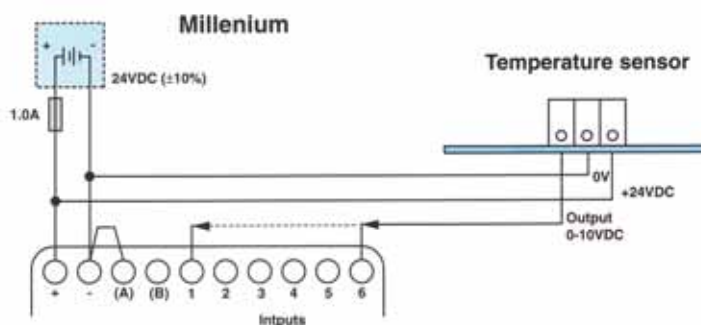 Millenium
+ -
24VDC (±10%)
1.0A
Temperature sensor
0V
+24VDC
Output
0-10VDC
+ - (A) (B) 1 2 3 4 5 6
Intputs